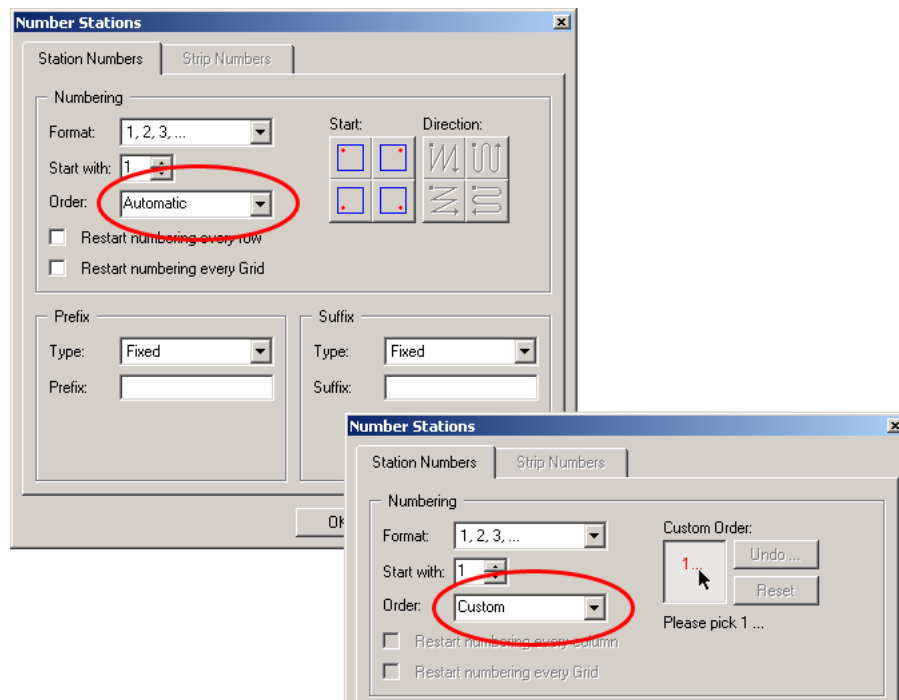 Number Stations
Station Numbers Strip Numbers
Numbering
Format: 1, 2, 3, ...
Start: Direction:
Start with: 1
Order: Automatic
Restart numbering every row
Restart numbering every Grid
Prefix
Type: Fixed
Prefix:
Suffix
Type: Fixed
Suffix:
OK
Number Stations
Station Numbers Strip Numbers
Numbering
Format: 1, 2, 3, ...
Custom Order:
1...
Undo ...
Start with: 1
Reset
Order: Custom
Please pick 1 ...
Restart numbering every column
Restart numbering every Grid